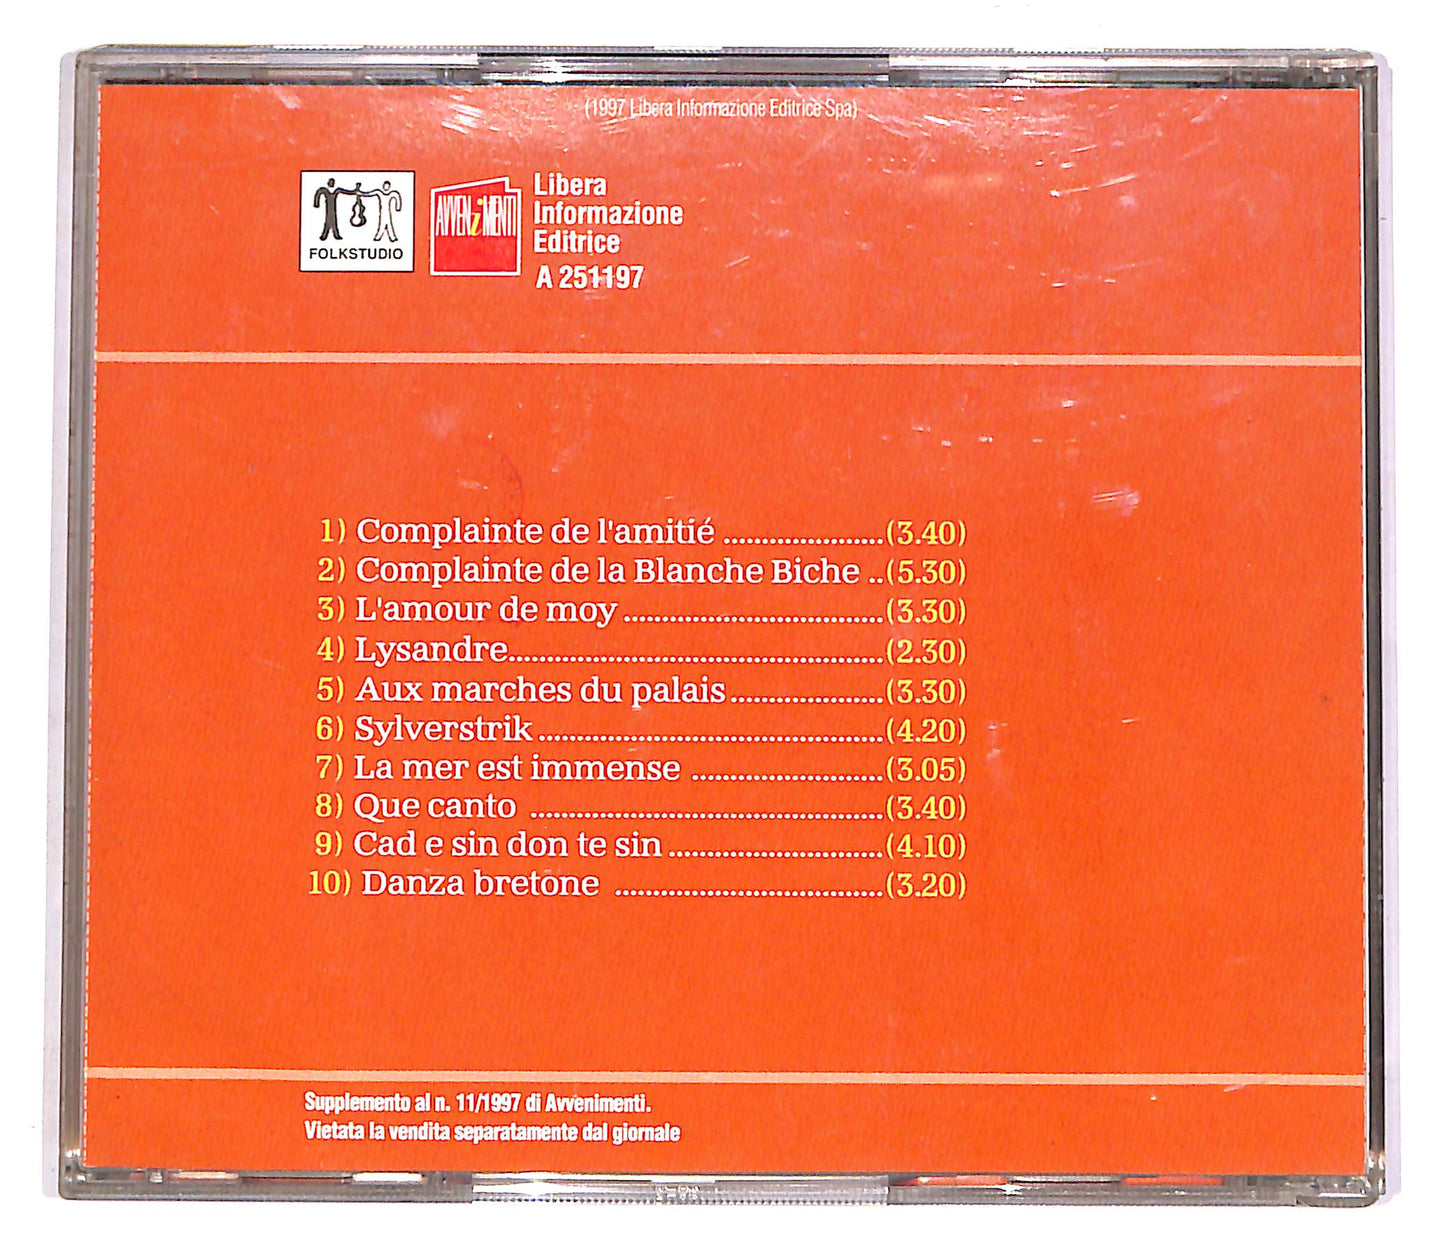 (1997 Libera Informazione Editrice Spa)
FOLKSTUDIO
AVVENiMENTI
Libera
Informazione
Editrice
A 251197
1) Complainte de l'amitié .....................(3.40)
2) Complainte de la Blanche Biche ..(5.30)
3) L'amour de moy..................................(3.30)
4) Lysandre.................................................(2.30)
5) Aux marches du palais....................(3.30)
6) Sylverstrik.............................................(4.20)
7) La mer est immense .........................(3.05)
8) Que canto ..............................................(3.40)
9) Cad e sin don te sin............................(4.10)
10) Danza bretone ...................................(3.20)
Supplemento al n. 11/1997 di Avvenimenti.
Vietata la vendita separatamente dal giornale